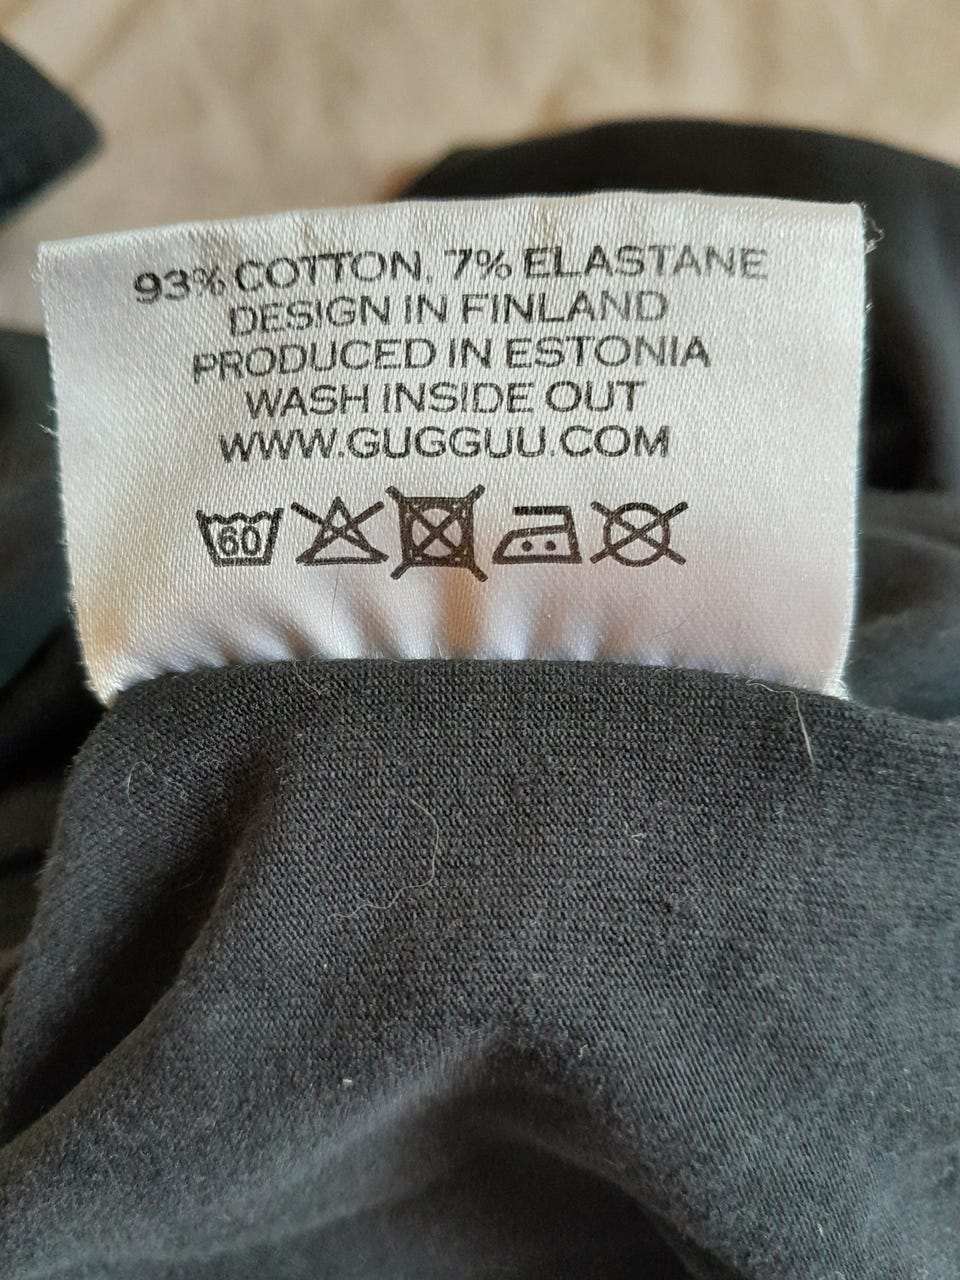 93% COTTON, 7% ELASTANE
DESIGN IN FINLAND
PRODUCED IN ESTONIA
WASH INSIDE OUT
WWW.GUGGUU.COM
60